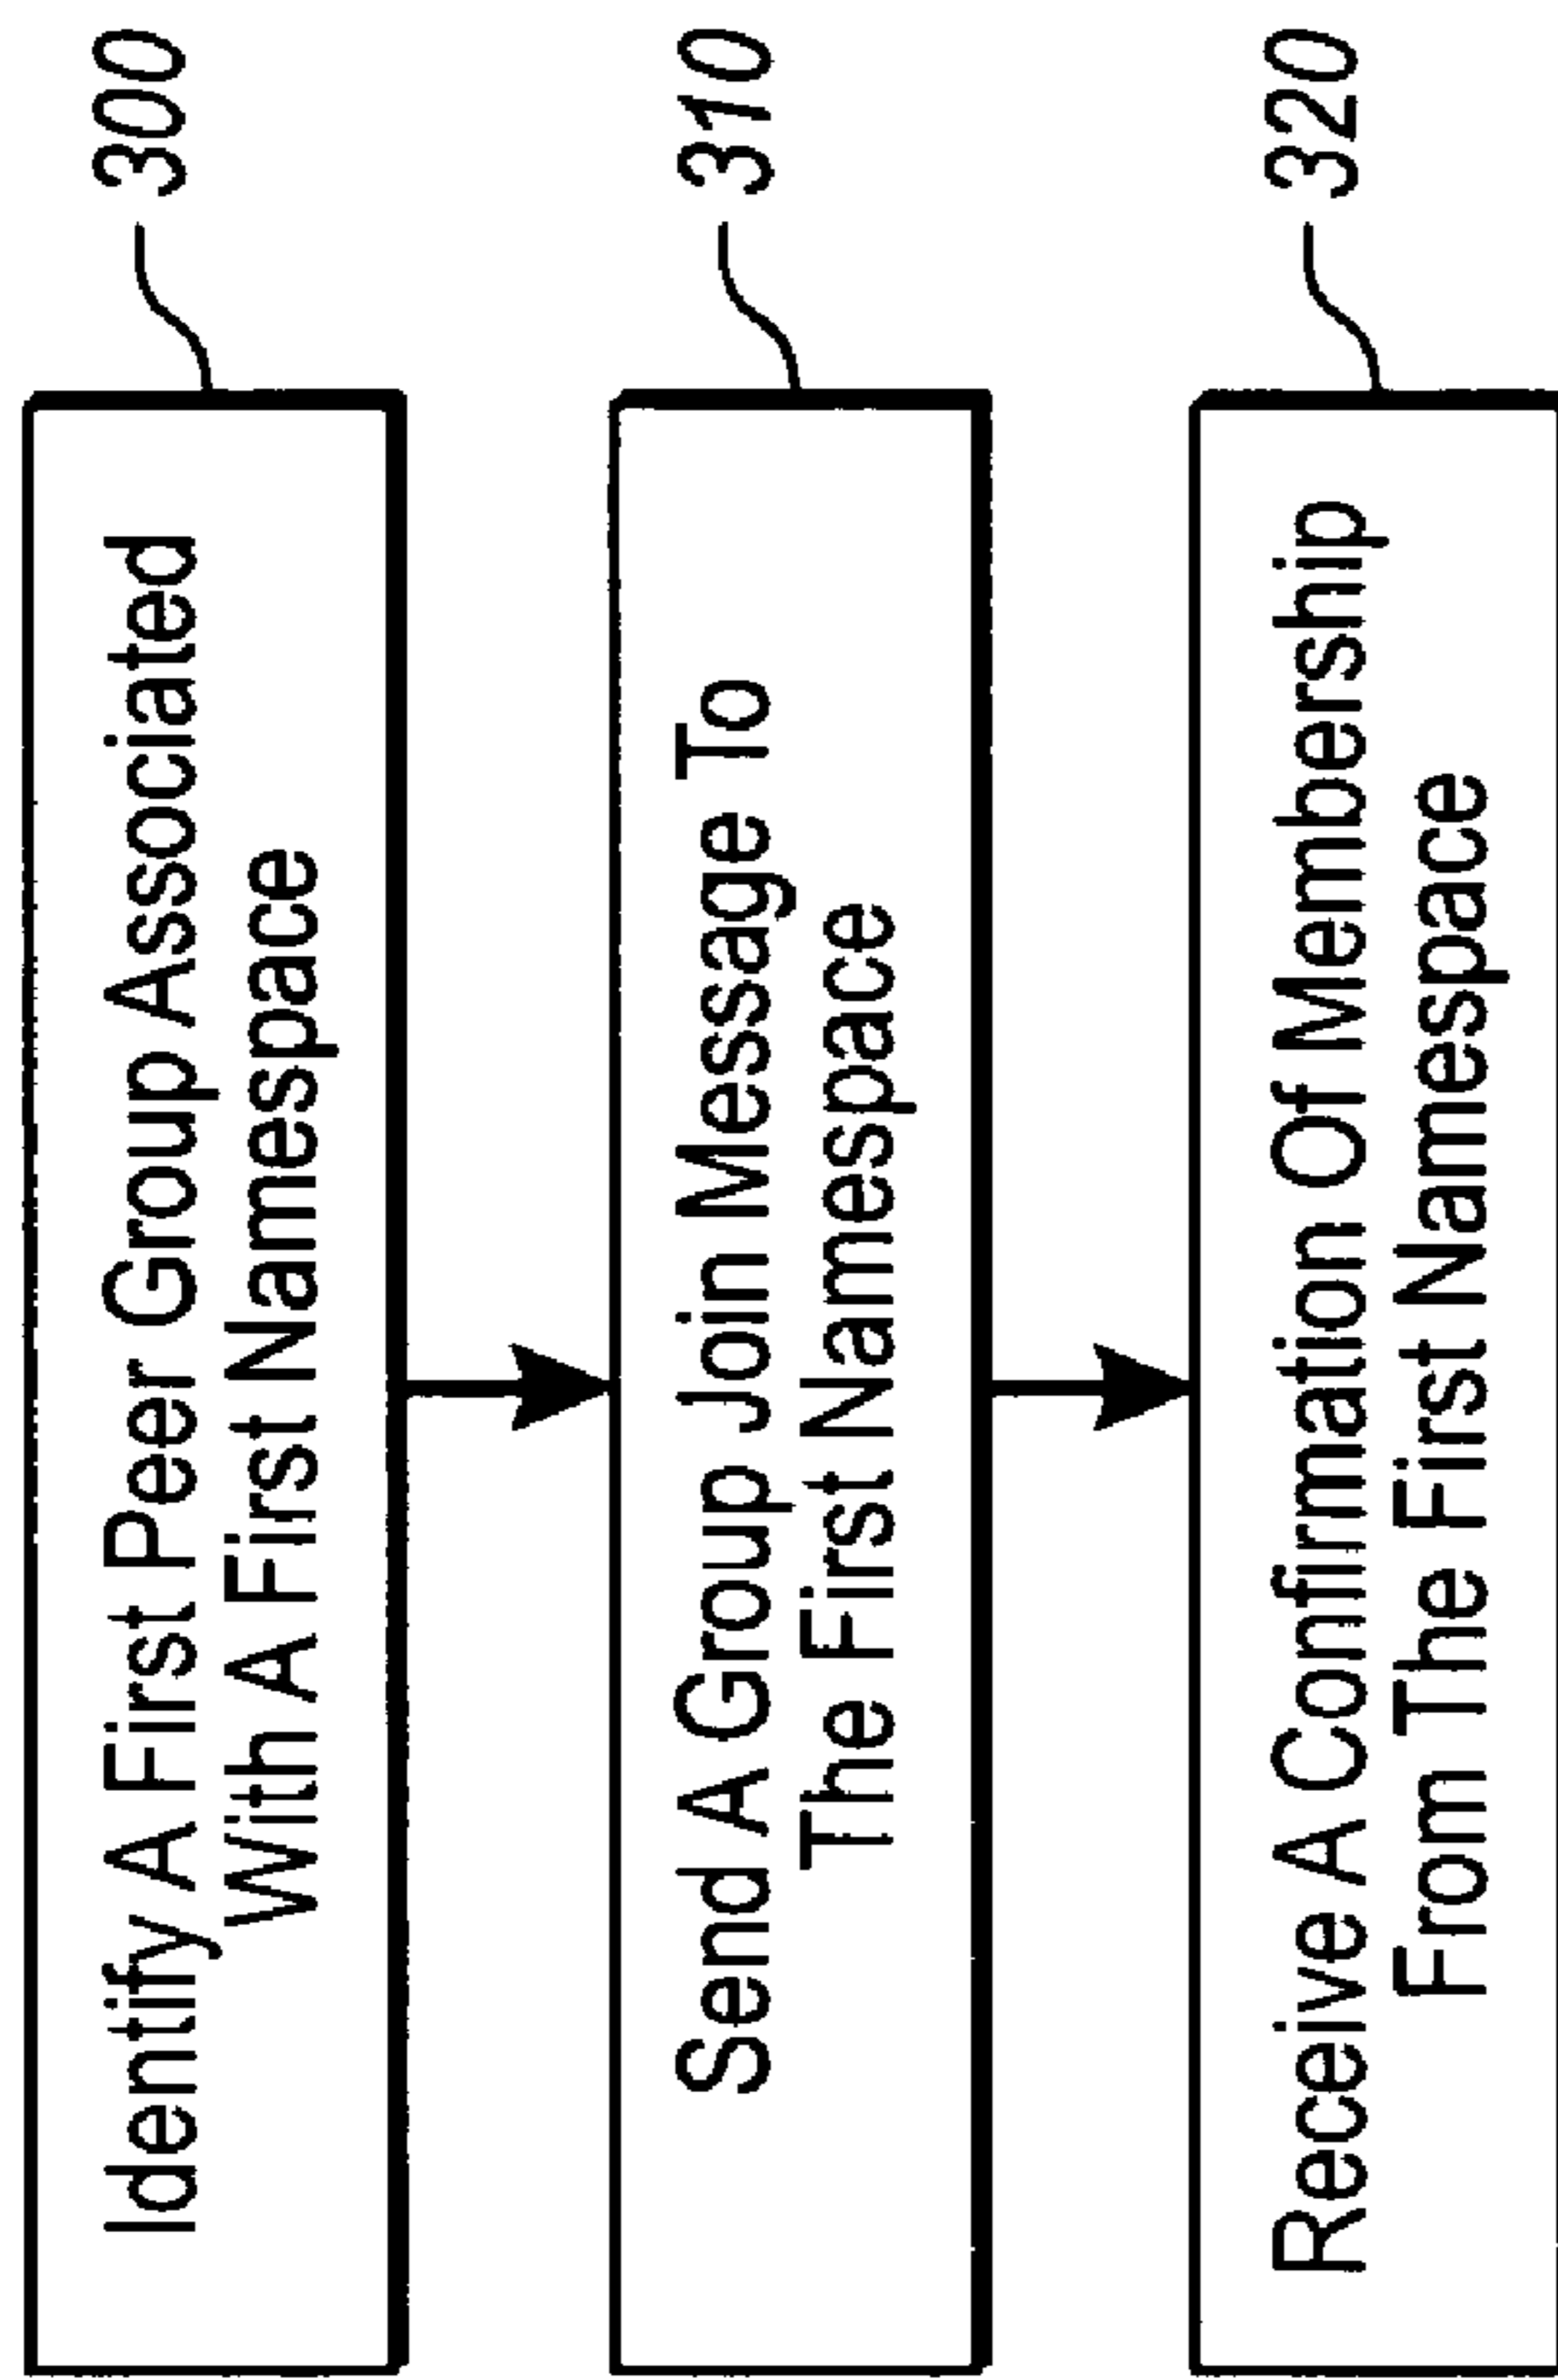 Identify A First Peer Group Associated
With A First Namespace
300
Send A Group Join Message To
The First Namespace
310
Receive A Confirmation Of Membership
From The First Namespace
320